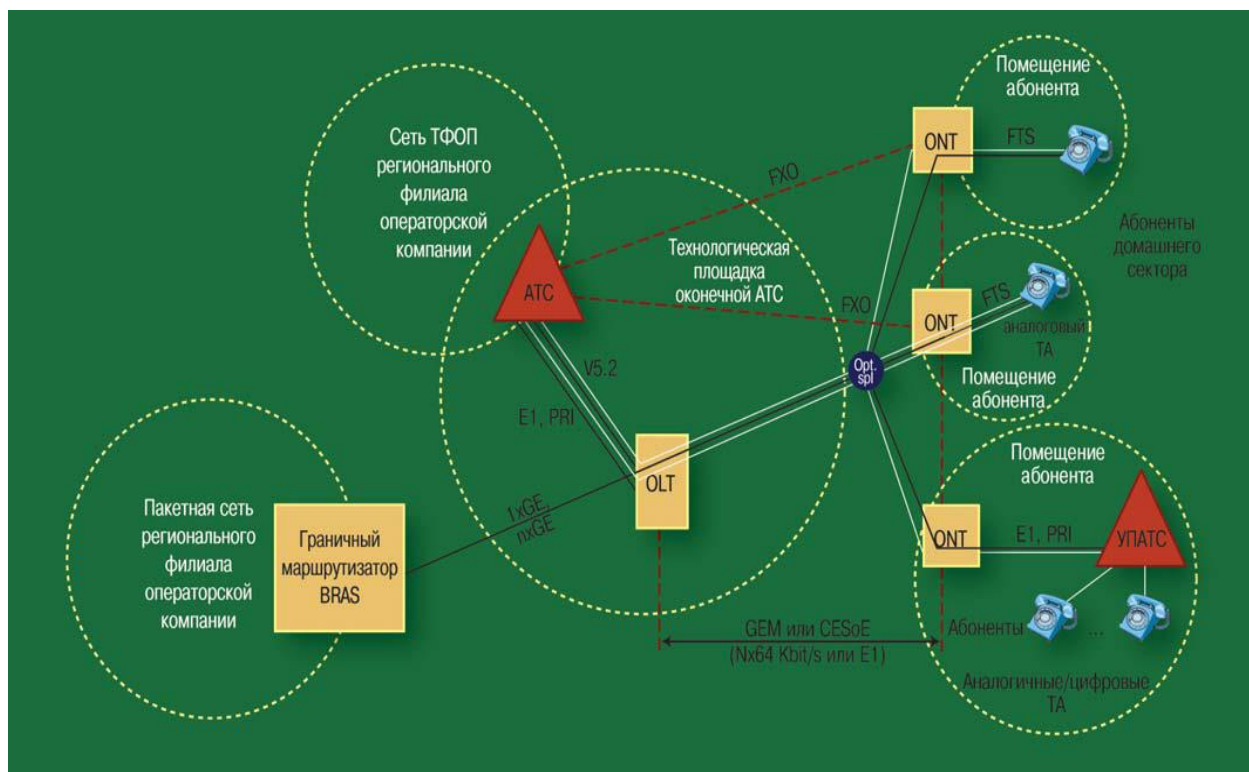 Сеть ТФОП
регионального
филиала
операторской
компании
АТС
Технологическая
площадка
оконечной АТС
FXO
FXO
V5.2
E1, PRI
OLT
1xGE,
nxGE
Пакетная сеть
регионального
филиала
операторской
компании
Граничный
маршрутизатор
BRAS
Opt.
spl
Помещение
абонента
ONT
FTS
Абоненты
домашнего
сектора
ONT
FTS
аналоговый
ТА
Помещение
абонента
Помещение
абонента
ONT
E1, PRI
УПАТС
Абоненты
...
Аналогичные/цифровые
ТА
GEM или CESoE
(Nx64 Kbit/s или E1)